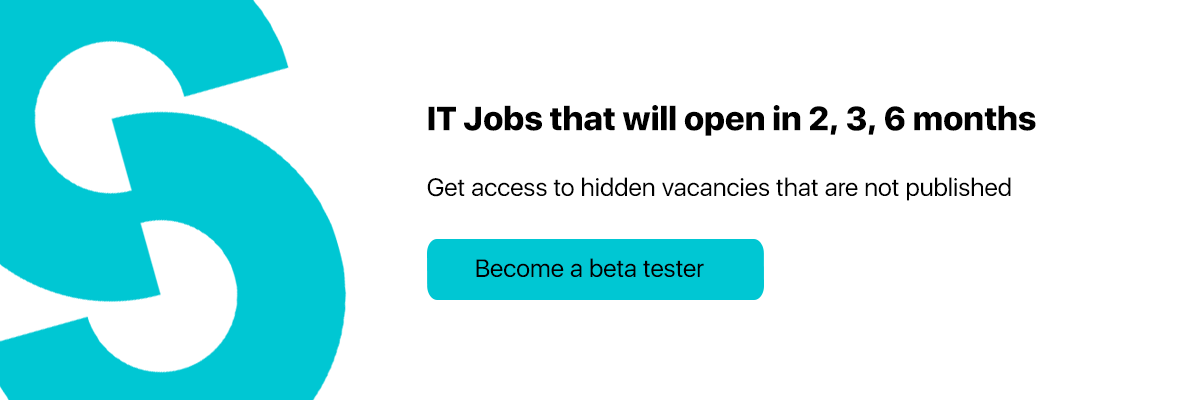 IT Jobs that will open in 2, 3, 6 months
Get access to hidden vacancies that are not published
Become a beta tester